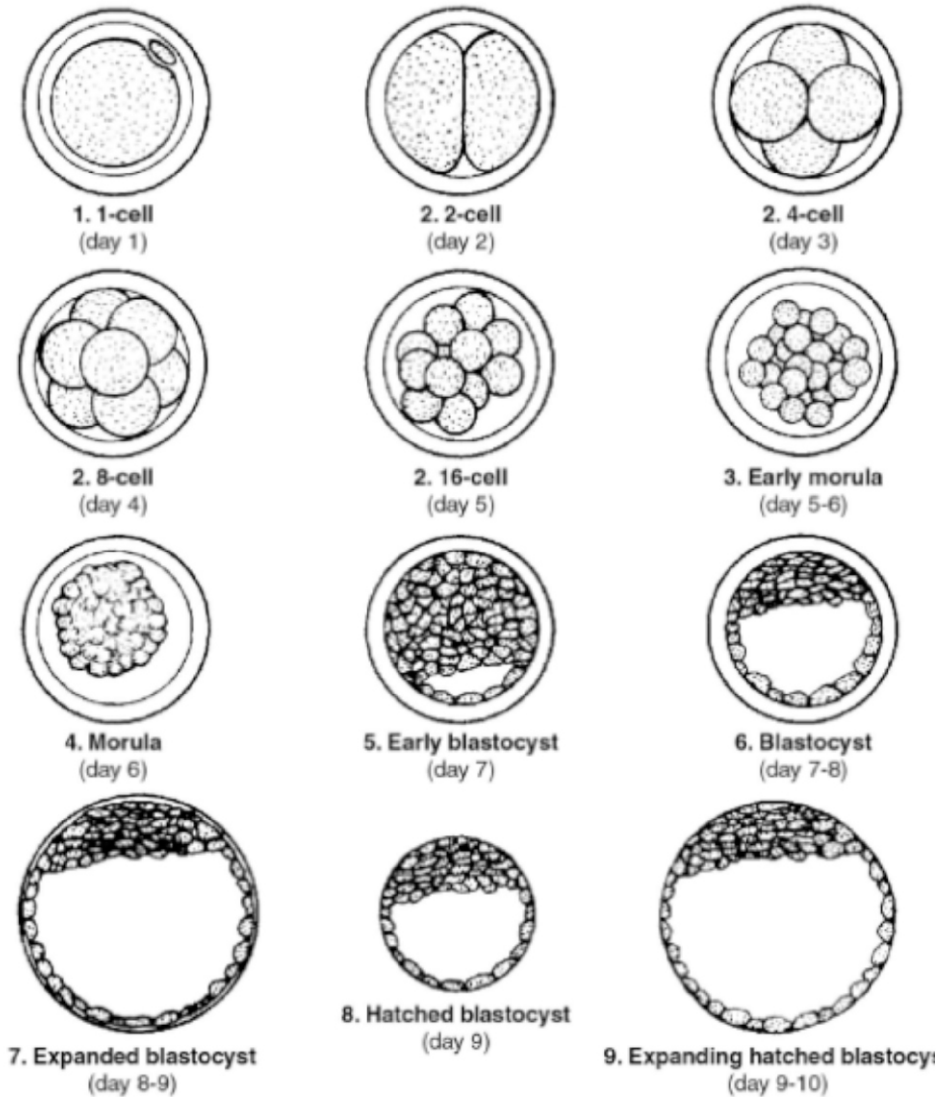 1. 1-cell
(day 1)
2. 2-cell
(day 2)
2. 4-cell
(day 3)
2. 8-cell
(day 4)
2. 16-cell
(day 5)
3. Early morula
(day 5-6)
4. Morula
(day 6)
5. Early blastocyst
(day 7)
6. Blastocyst
(day 7-8)
7. Expanded blastocyst
(day 8-9)
8. Hatched blastocyst
(day 9)
9. Expanding hatched blastocys
(day 9-10)